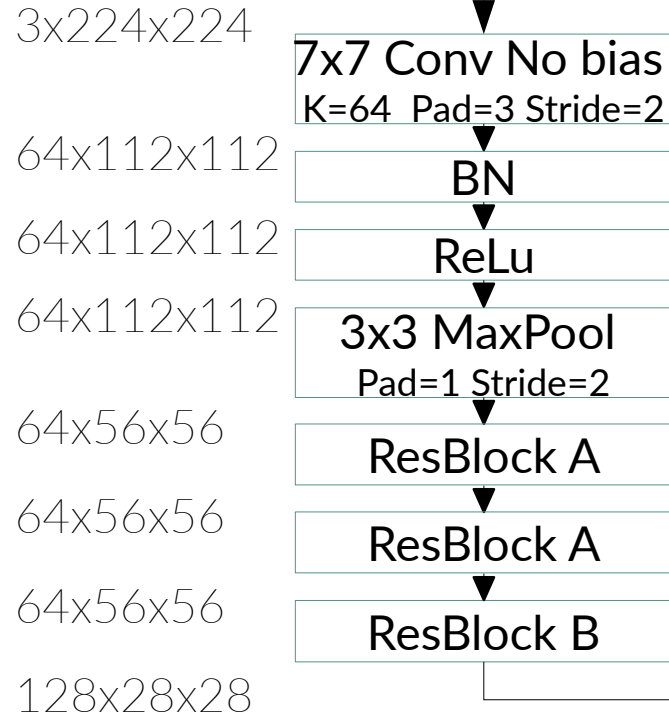 3x224x224
7x7 Conv No bias
K=64 Pad=3 Stride=2
64x112x112
BN
64x112x112
ReLu
64x112x112
3x3 MaxPool
Pad=1 Stride=2
64x56x56
ResBlock A
64x56x56
ResBlock A
64x56x56
ResBlock B
128x28x28